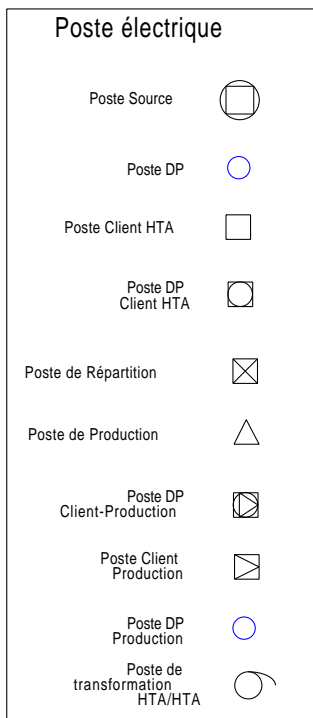 Poste électrique
Poste Source
Poste DP
Poste Client HTA
Poste DP
Client HTA
Poste de Répartition
Poste de Production
Poste DP
Client-Production
Poste Client
Production
Poste DP
Production
Poste de
transformation
HTA/HTA